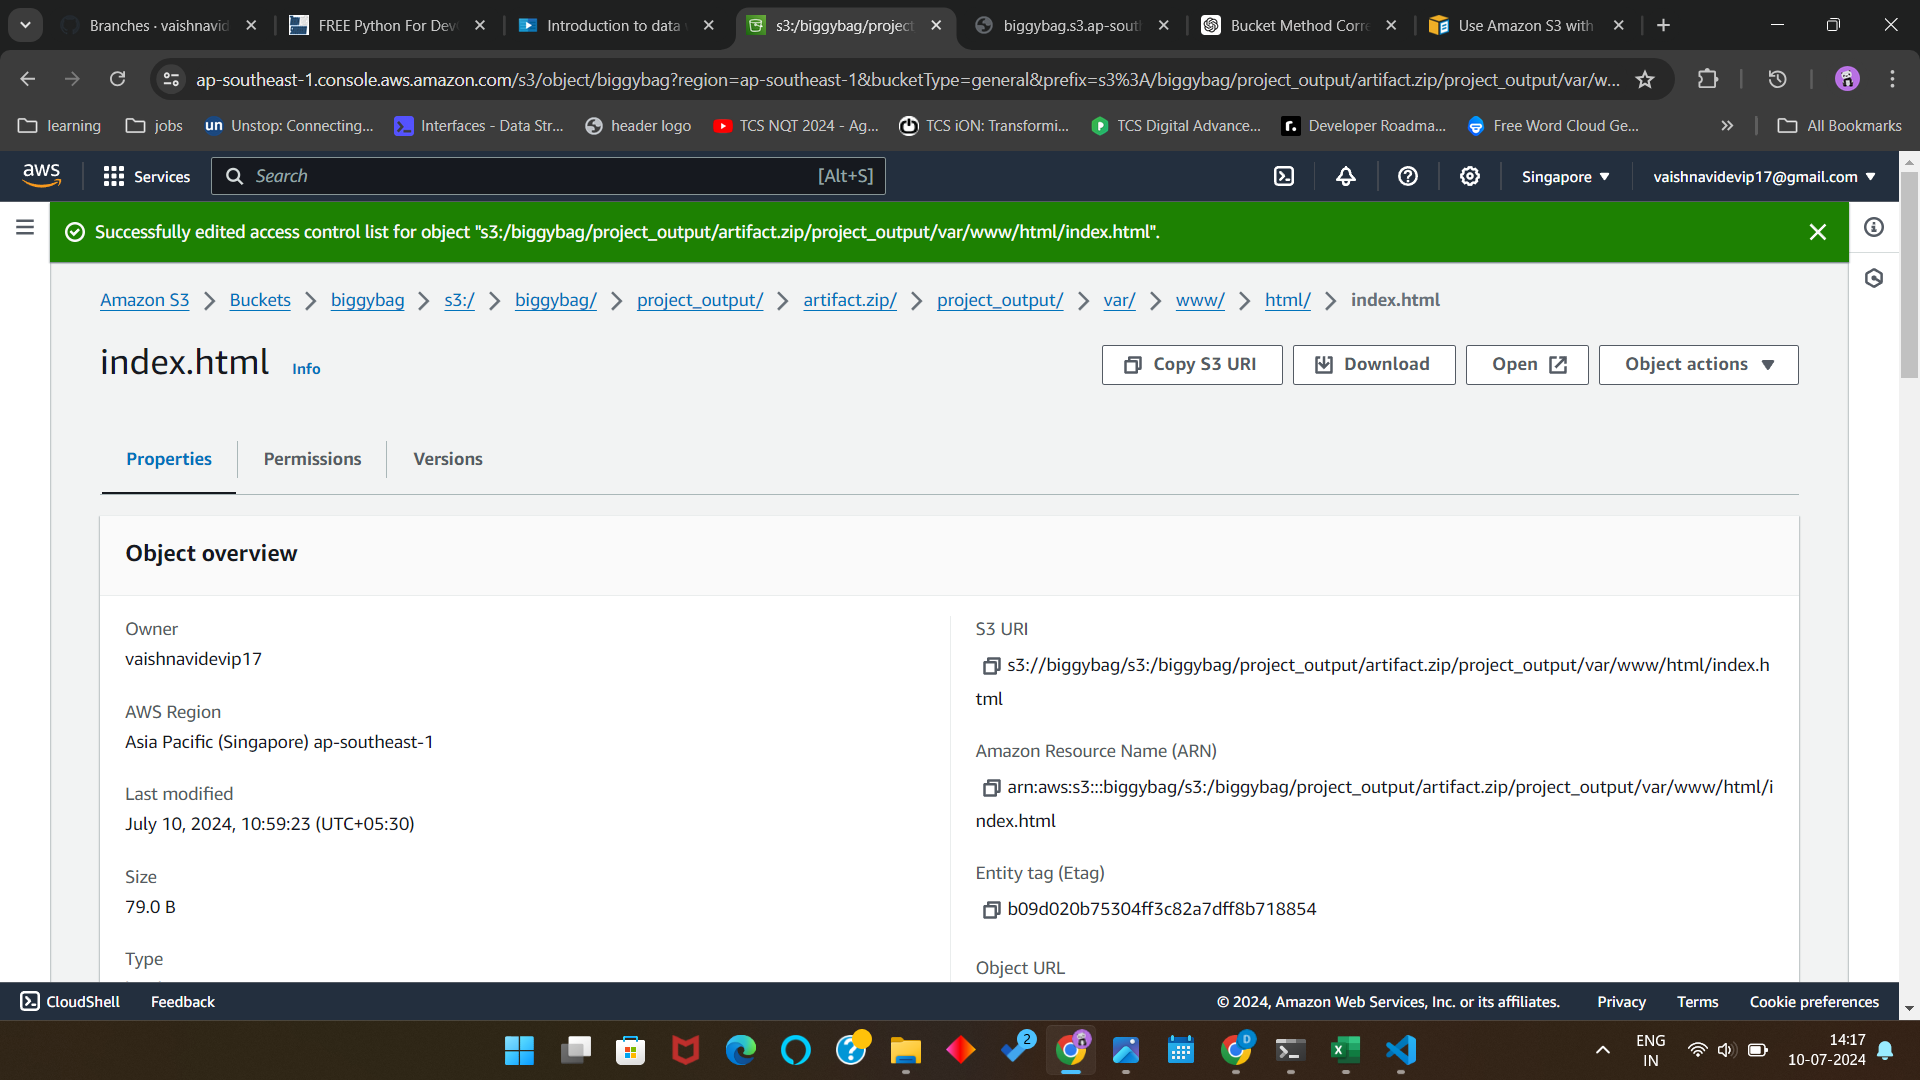 Branches · vaishnavid
FREE Python For Dev
Introduction to data
s3:/biggybag/project
biggybag.s3.ap-sout
Bucket Method Corre
Use Amazon S3 with
ap-southeast-1.console.aws.amazon.com/s3/object/biggybag?region=ap-southeast-1&bucketType=general&prefix=s3%3A/biggybag/project_output/artifact.zip/project_output/var/w...
learning
jobs
un Unstop: Connecting...
Interfaces - Data Str...
header logo
TCS NQT 2024 - Ag...
TCS iON: Transformi...
TCS Digital Advance...
r. Developer Roadma...
Free Word Cloud Ge...
All Bookmarks
aws
Services
Search [Alt+S]
Singapore
vaishnavidevip17@gmail.com
Successfully edited access control list for object "s3:/biggybag/project_output/artifact.zip/project_output/var/www/html/index.html".
Amazon S3 > Buckets > biggybag > s3:/ > biggybag/ > project_output/ > artifact.zip/ > project_output/ > var/ > www/ > html/ > index.html
index.html Info
Copy S3 URI
Download
Open
Object actions
Properties
Permissions
Versions
Object overview
Owner
vaishnavidevip17
AWS Region
Asia Pacific (Singapore) ap-southeast-1
Last modified
July 10, 2024, 10:59:23 (UTC+05:30)
Size
79.0 B
Type
S3 URI
s3://biggybag/s3:/biggybag/project_output/artifact.zip/project_output/var/www/html/index.h
tml
Amazon Resource Name (ARN)
arn:aws:s3:::biggybag/s3:/biggybag/project_output/artifact.zip/project_output/var/www/html/i
ndex.html
Entity tag (Etag)
b09d020b75304ff3c82a7dff8b718854
Object URL
CloudShell
Feedback
© 2024, Amazon Web Services, Inc. or its affiliates.
Privacy
Terms
Cookie preferences
2
D
ENG
IN
14:17
10-07-2024